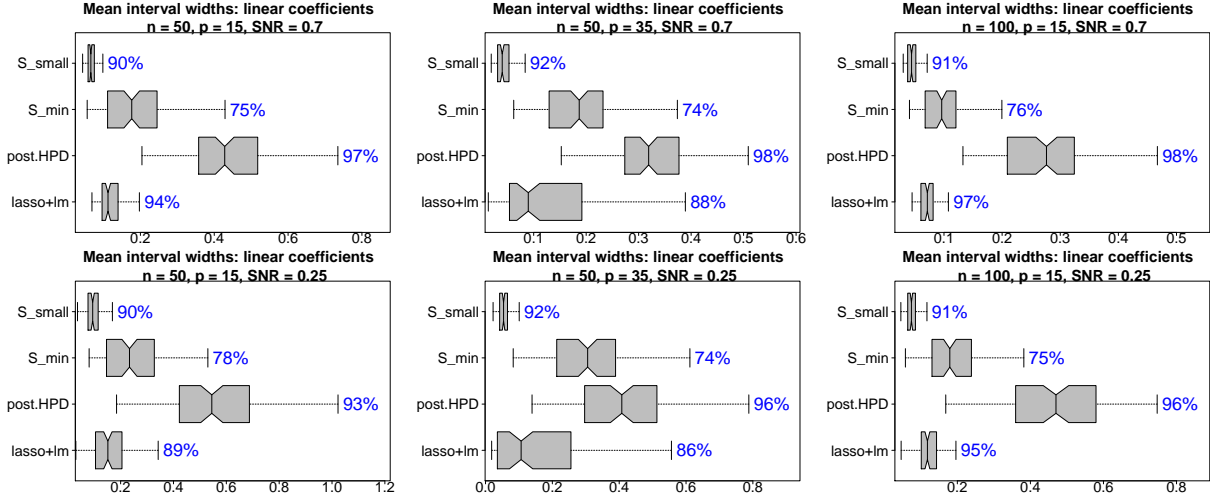 Mean interval widths: linear coefficients
n = 50, p = 15, SNR = 0.7
S_small
90%
S_min
75%
post.HPD
97%
lasso+lm
94%
0.2 0.4 0.6 0.8
Mean interval widths: linear coefficients
n = 50, p = 35, SNR = 0.7
S_small
92%
S_min
74%
post.HPD
98%
lasso+lm
88%
0.1 0.2 0.3 0.4 0.5 0.6
Mean interval widths: linear coefficients
n = 100, p = 15, SNR = 0.7
S_small
91%
S_min
76%
post.HPD
98%
lasso+lm
97%
0.1 0.2 0.3 0.4 0.5
Mean interval widths: linear coefficients
n = 50, p = 15, SNR = 0.25
S_small
90%
S_min
78%
post.HPD
93%
lasso+lm
89%
0.2 0.4 0.6 0.8 1.0 1.2
Mean interval widths: linear coefficients
n = 50, p = 35, SNR = 0.25
S_small
92%
S_min
74%
post.HPD
96%
lasso+lm
86%
0.0 0.2 0.4 0.6 0.8
Mean interval widths: linear coefficients
n = 100, p = 15, SNR = 0.25
S_small
91%
S_min
75%
post.HPD
96%
lasso+lm
95%
0.2 0.4 0.6 0.8